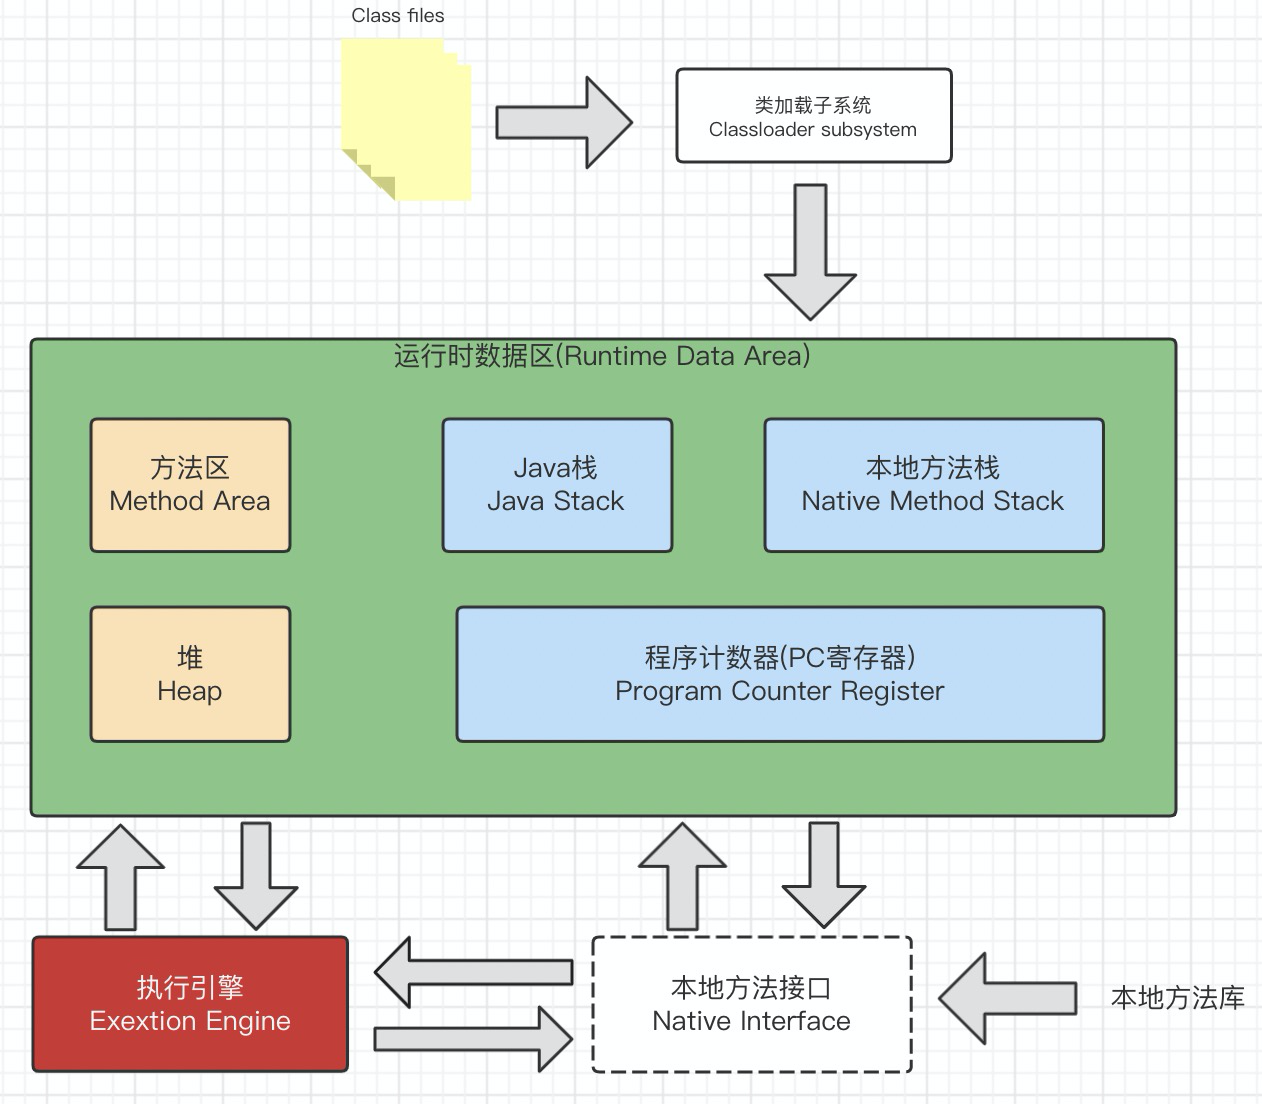 Class files
类加载子系统
Classloader subsystem
运行时数据区(Runtime Data Area)
方法区
Method Area
Java栈
Java Stack
本地方法栈
Native Method Stack
堆
Heap
程序计数器(PC寄存器)
Program Counter Register
执行引擎
Exextion Engine
本地方法接口
Native Interface
本地方法库